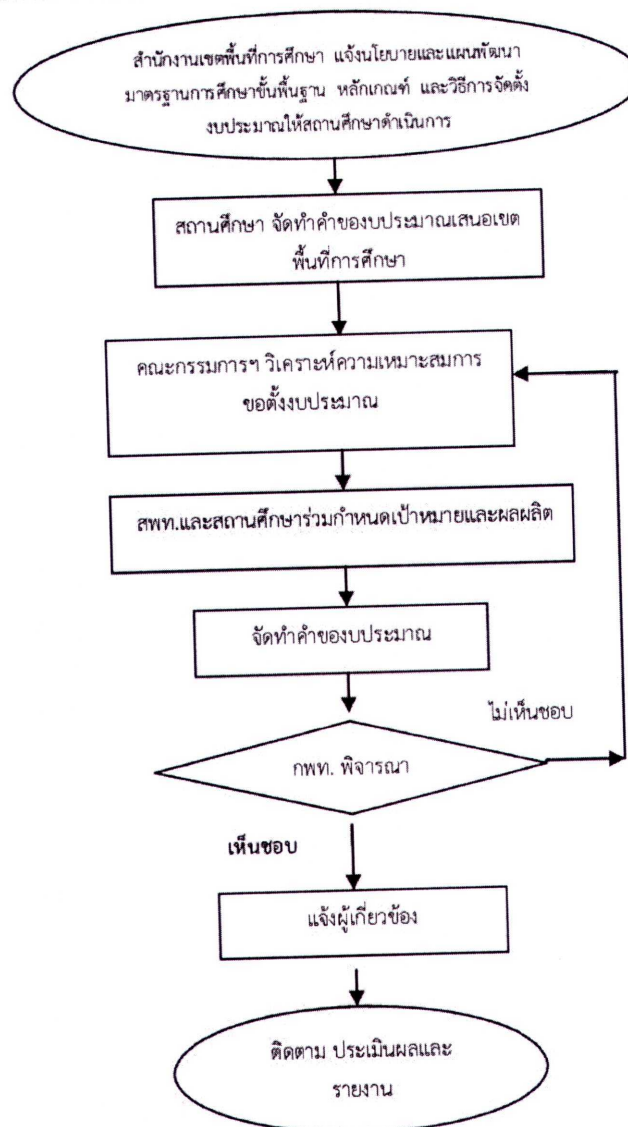 สำนักงานเขตพื้นที่การศึกษา แจ้งนโยบายและแผนพัฒนา
มาตรฐานการศึกษาขั้นพื้นฐาน หลักเกณฑ์ และวิธีการจัดตั้ง
งบประมาณให้สถานศึกษาดำเนินการ
สถานศึกษา จัดทำคำของบประมาณเสนอเขต
พื้นที่การศึกษา
คณะกรรมการฯ วิเคราะห์ความเหมาะสมการ
ขอตั้งงบประมาณ
สพท.และสถานศึกษาร่วมกำหนดเป้าหมายและผลผลิต
จัดทำคำของบประมาณ
ไม่เห็นชอบ
กพท. พิจารณา
เห็นชอบ
แจ้งผู้เกี่ยวข้อง
ติดตาม ประเมินผลและ
รายงาน